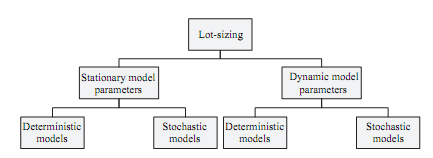 Lot-sizing
Stationary model
parameters
Dynamic model
parameters
Deterministic
models
Stochastic
models
Deterministic
models
Stochastic
models